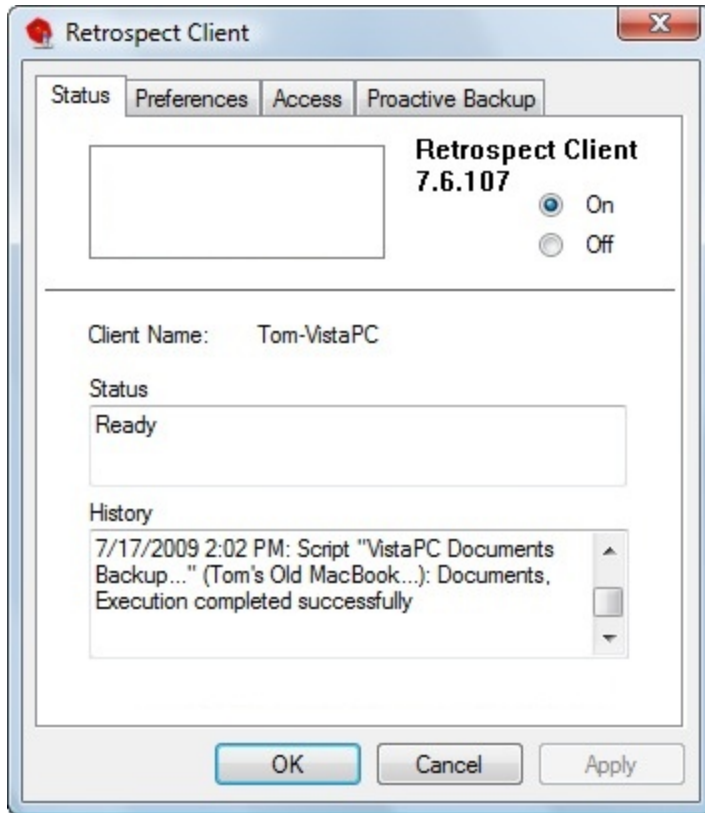 Retrospect Client
Status Preferences Access Proactive Backup
Retrospect Client
7.6.107
On
Off
Client Name: Tom-VistaPC
Status
Ready
History
7/17/2009 2:02 PM: Script "VistaPC Documents
Backup..." (Tom's Old MacBook...): Documents,
Execution completed successfully
OK Cancel Apply